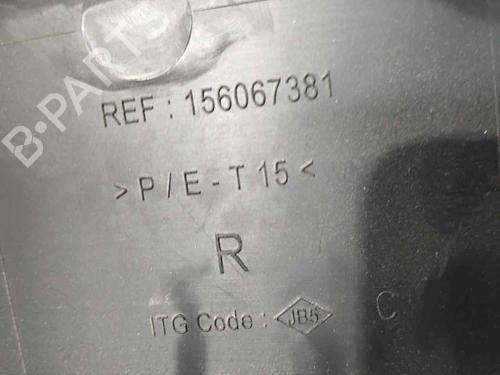 B-PARTS
REF : 156067381
> P / E - T 15 <
R
ITG Code : JB5
C